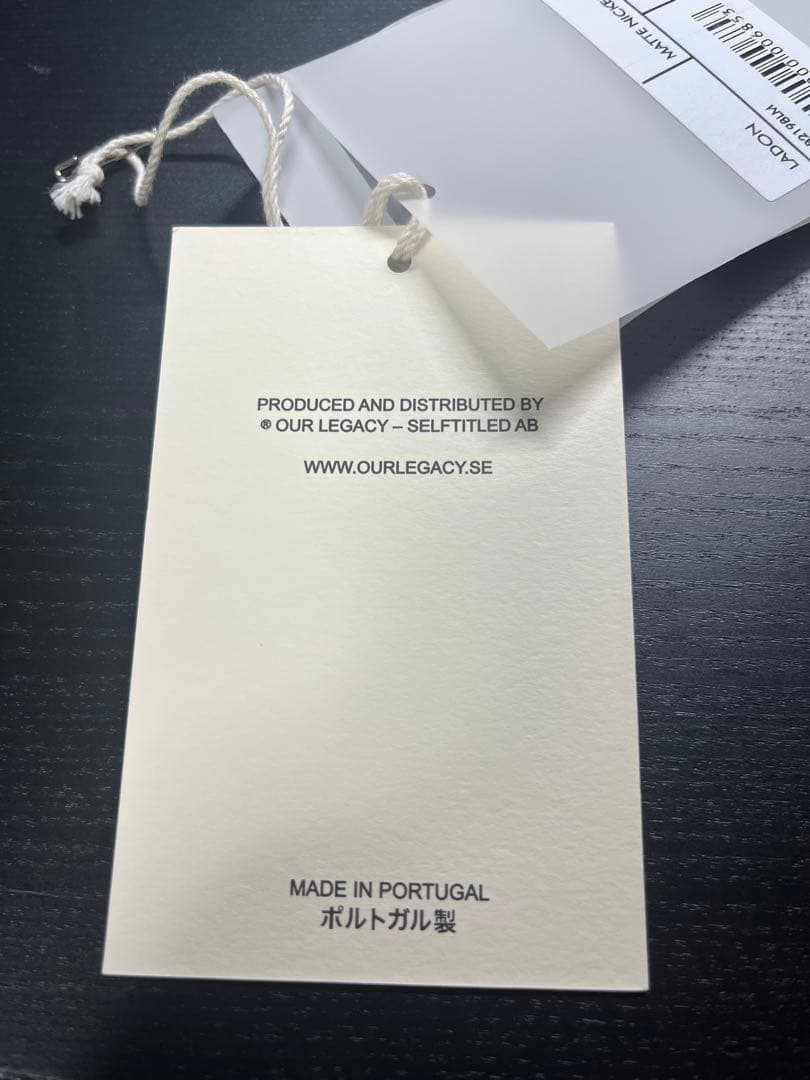 PRODUCED AND DISTRIBUTED BY
® OUR LEGACY – SELFTITLED AB
WWW.OURLEGACY.SE
MADE IN PORTUGAL
ポルトガル製
LADON
MATTE